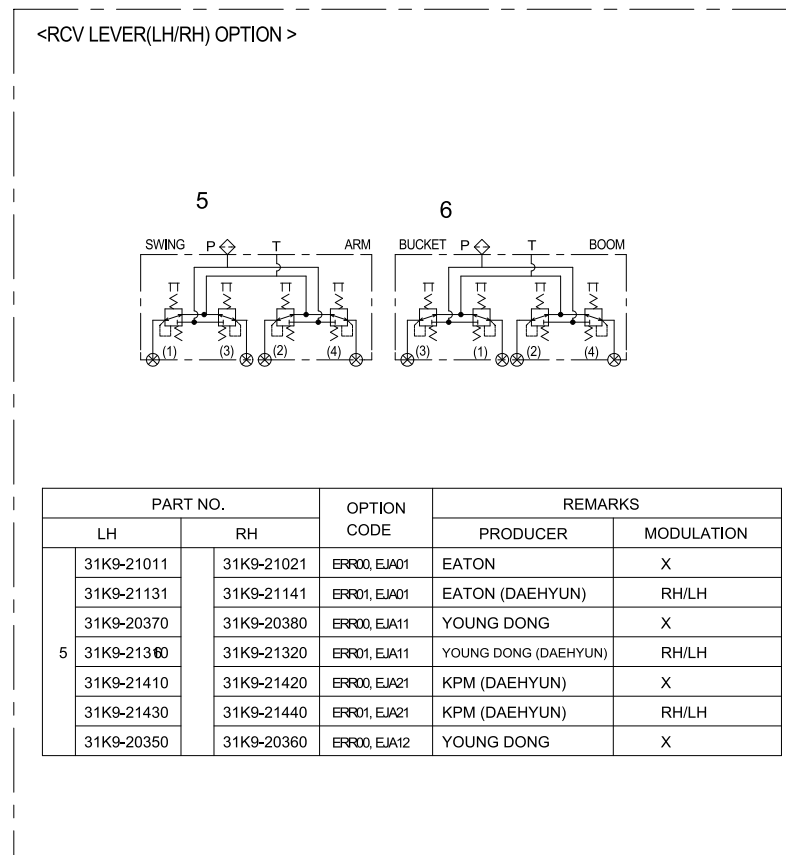 <RCV LEVER(LH/RH) OPTION >
5
6
SWING P T ARM
BUCKET P T BOOM
(1) (3) (2) (4)
(3) (1) (2) (4)
PART NO. OPTION CODE REMARKS
LH RH PRODUCER MODULATION
31K9-21011 31K9-21021 ERR00, EJA01 EATON X
31K9-21131 31K9-21141 ERR01, EJA01 EATON (DAEHYUN) RH/LH
31K9-20370 31K9-20380 ERR00, EJA11 YOUNG DONG X
5 31K9-21320 ERR01, EJA11 YOUNG DONG (DAEHYUN) RH/LH
31K9-21410 31K9-21420 ERR00, EJA21 KPM (DAEHYUN) X
31K9-21430 31K9-21440 ERR01, EJA21 KPM (DAEHYUN) RH/LH
31K9-20350 31K9-20360 ERR00, EJA12 YOUNG DONG X